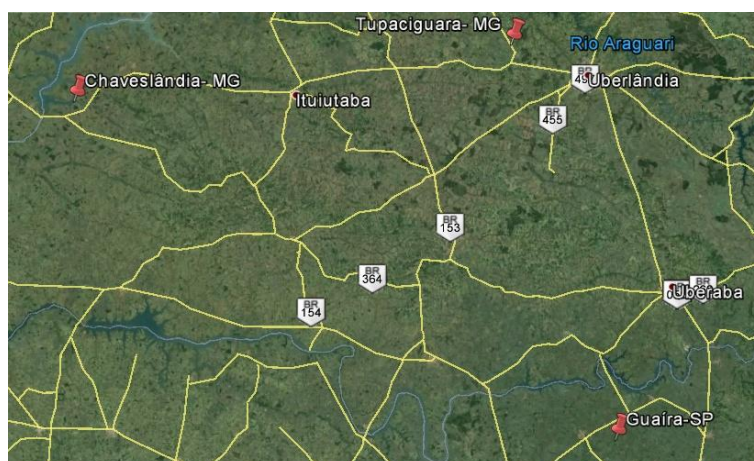 Tupaciguara- MG
Rio Araguari
Chaveslândia- MG
BR
Uberlândia
Ituiutaba
BR
455
BR
153
BR
364
Uberaba
BR
154
Guaíra-SP